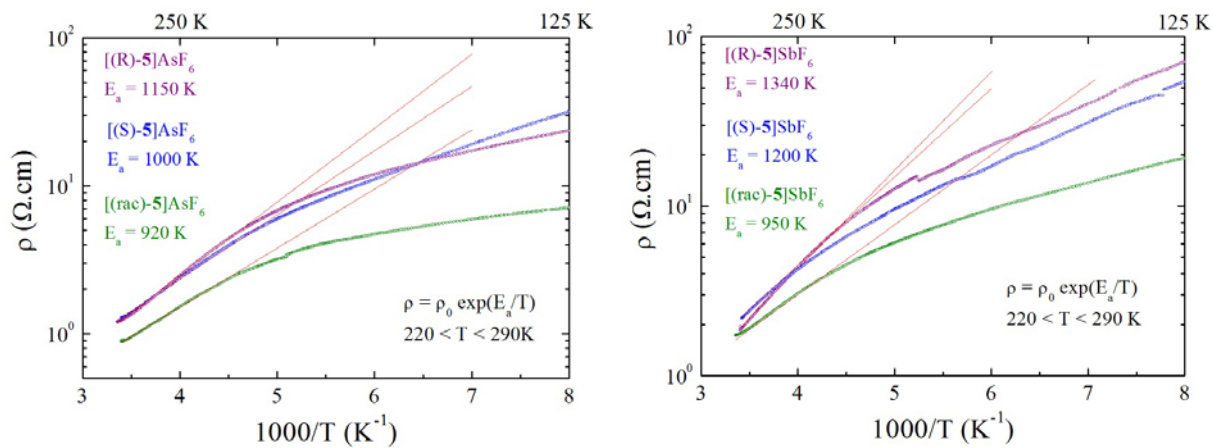 250 K 125 K
10²
10¹
10⁰
ρ (Ω.cm)
[(R)-5]AsF₆
Eₐ = 1150 K
[(S)-5]AsF₆
Eₐ = 1000 K
[(rac)-5]AsF₆
Eₐ = 920 K
ρ = ρ₀ exp(Eₐ/T)
220 < T < 290K
3 4 5 6 7 8
1000/T (K⁻¹)
250 K 125 K
10²
10¹
10⁰
ρ (Ω.cm)
[(R)-5]SbF₆
Eₐ = 1340 K
[(S)-5]SbF₆
Eₐ = 1200 K
[(rac)-5]SbF₆
Eₐ = 950 K
ρ = ρ₀ exp(Eₐ/T)
220 < T < 290 K
3 4 5 6 7 8
1000/T (K⁻¹)